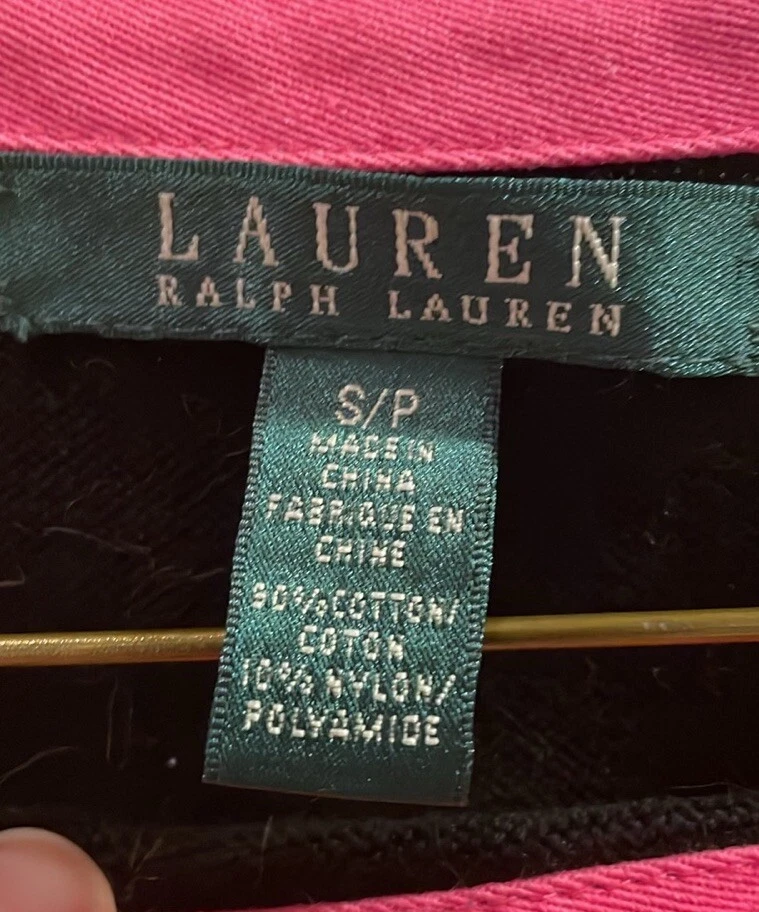 LAUREN
RALPH LAUREN
S/P
MADE IN
CHINA
FABRIQUE EN
CHINE
90% COTTON/
COTON
10% NYLON/
POLYAMIDE